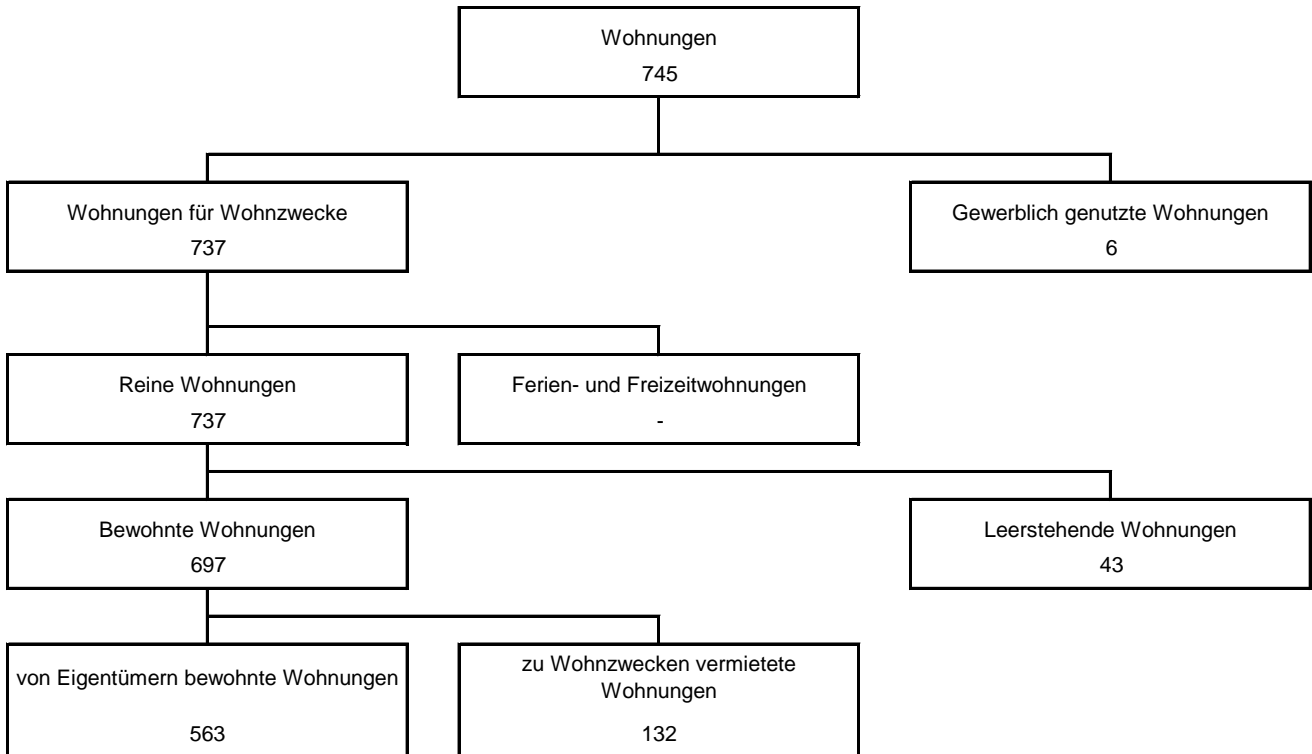 Wohnungen
745
Wohnungen für Wohnzwecke
737
Gewerblich genutzte Wohnungen
6
Reine Wohnungen
737
Ferien- und Freizeitwohnungen
-
Bewohnte Wohnungen
697
Leerstehende Wohnungen
43
von Eigentümern bewohnte Wohnungen
563
zu Wohnzwecken vermietete
Wohnungen
132